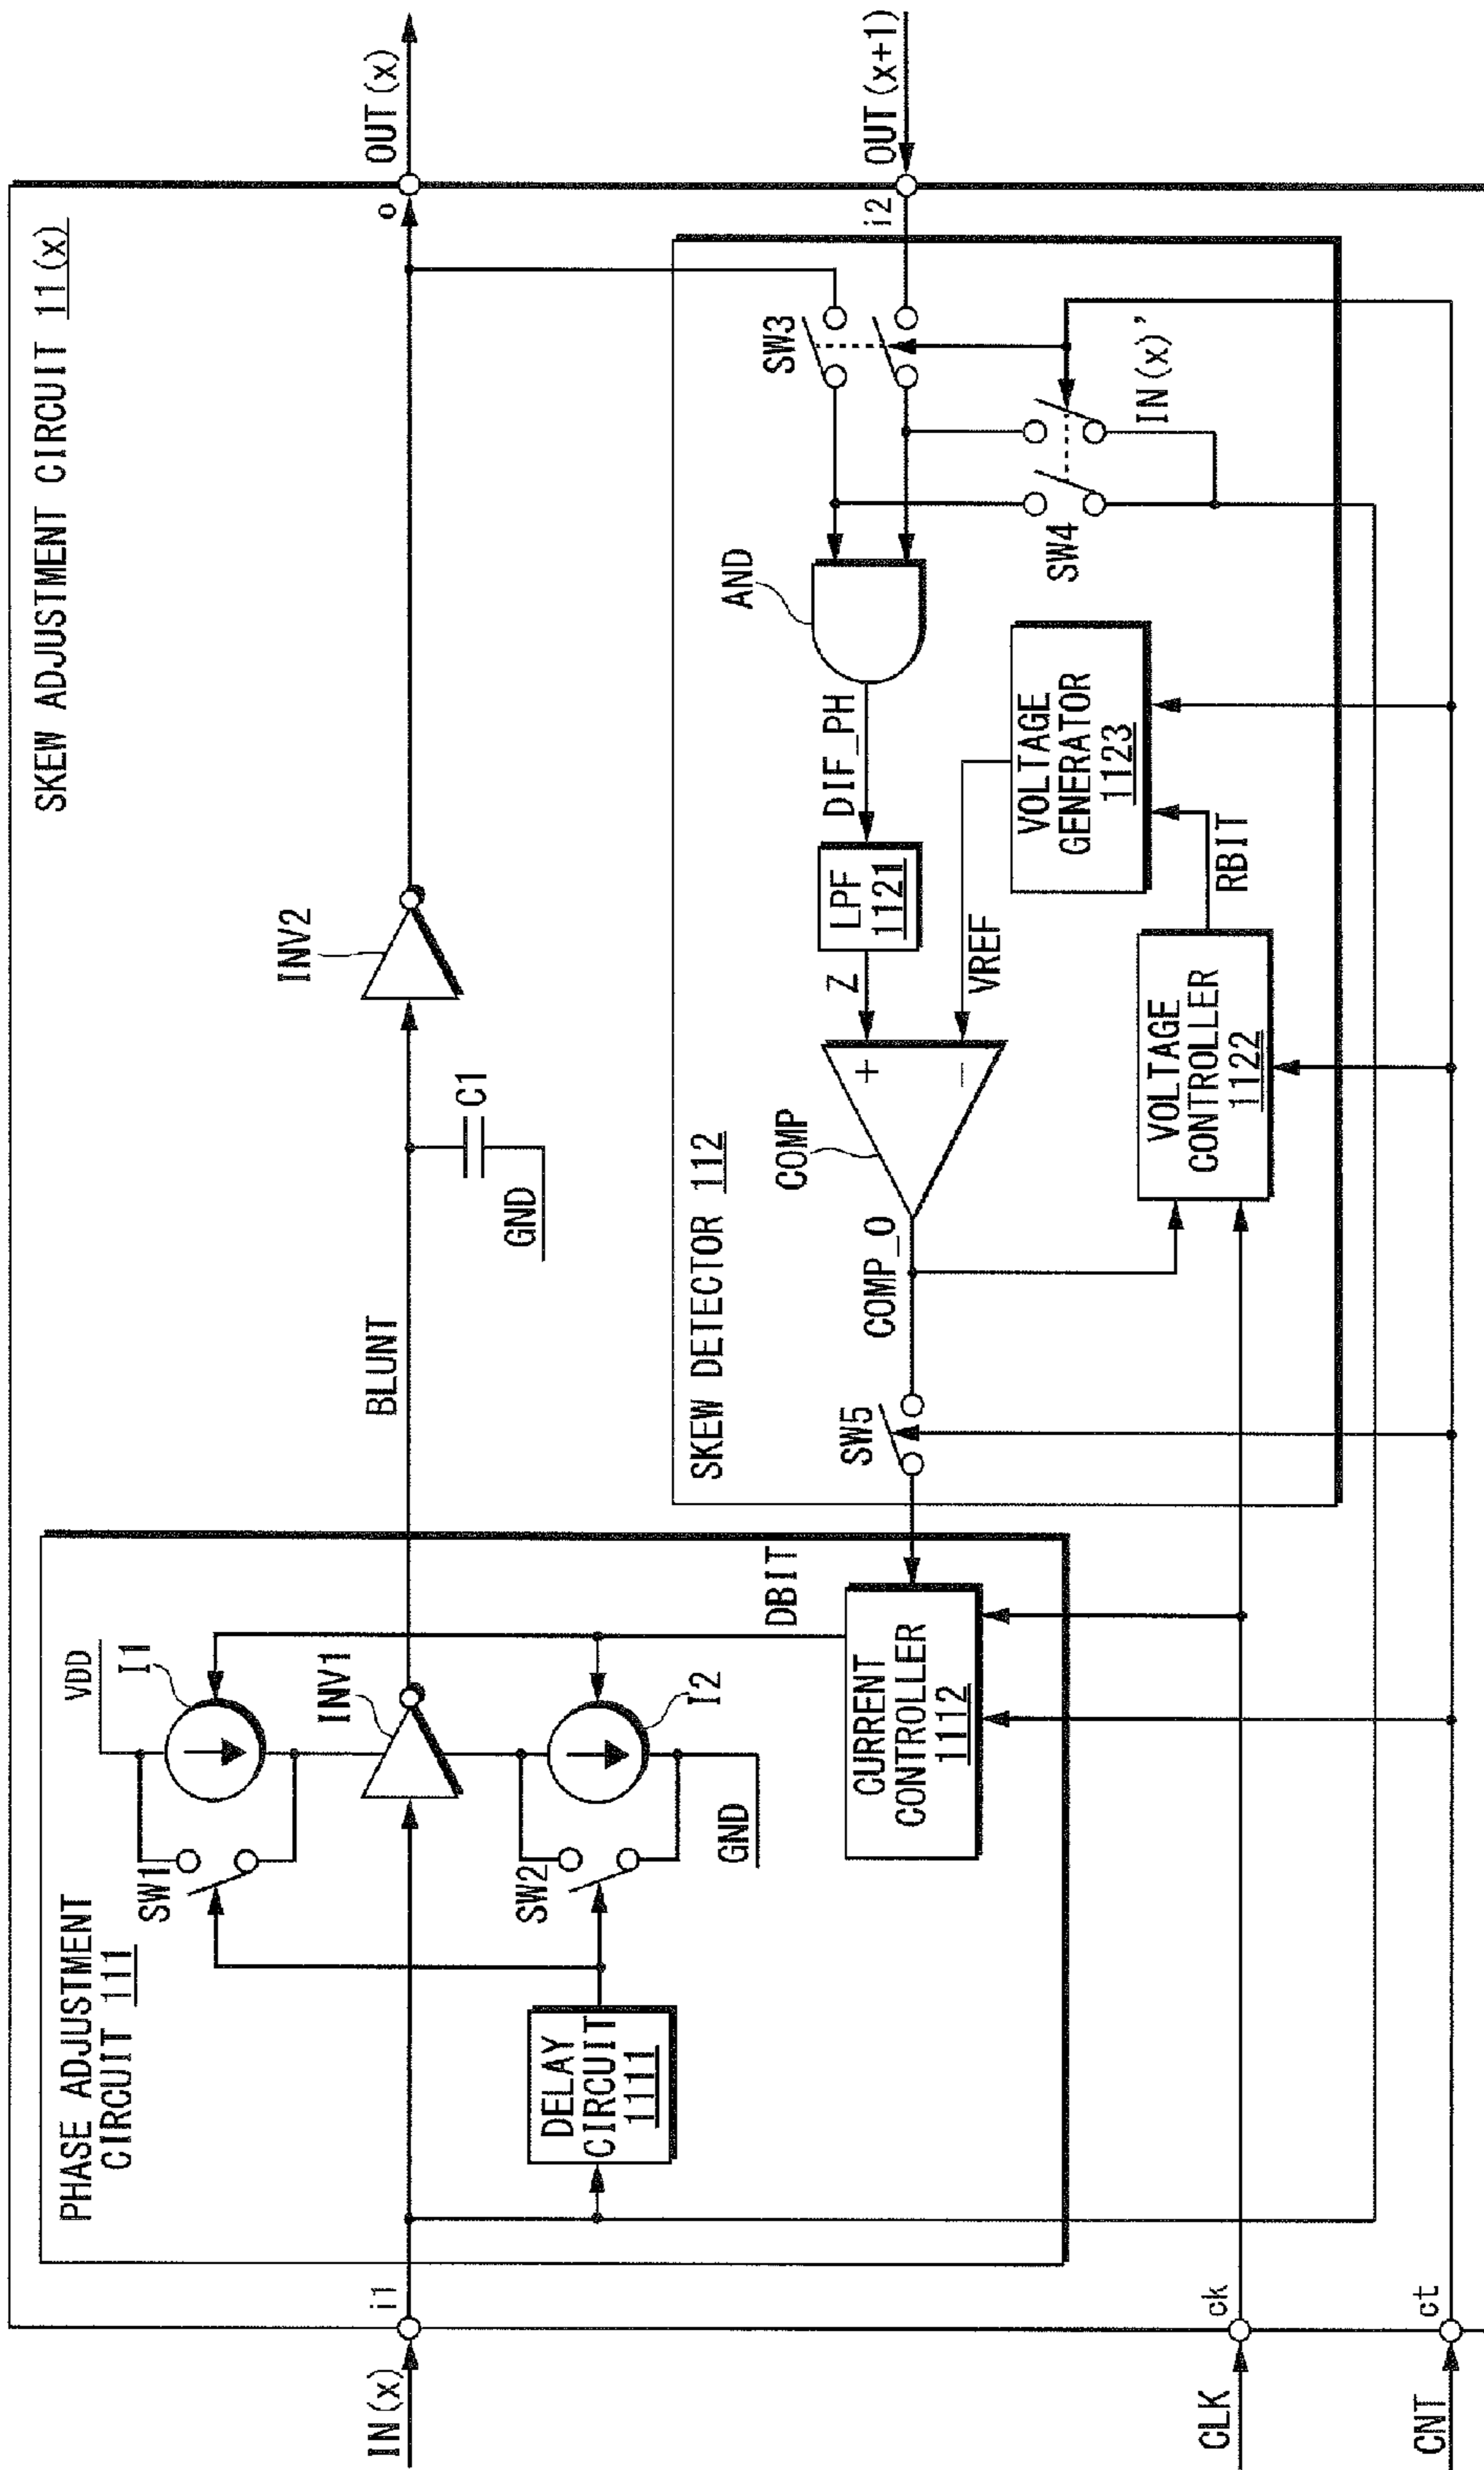 SKEW ADJUSTMENT CIRCUIT 11(x)
PHASE ADJUSTMENT
CIRCUIT 111
VDD
I1
SW1
IN(x)
i1
INV1
BLUNT
INV2
o
OUT(x)
C1
GND
SW2
I2
GND
DELAY
CIRCUIT
1111
DBIT
CURRENT
CONTROLLER
1112
SKEW DETECTOR 112
SW5
COMP_O
COMP
+
-
Z
LPF
1121
DIF_PH
AND
SW3
i2
OUT(x+1)
VREF
SW4
IN(x)'
VOLTAGE
GENERATOR
1123
VOLTAGE
CONTROLLER
1122
RBIT
CLK
ck
CNT
ct